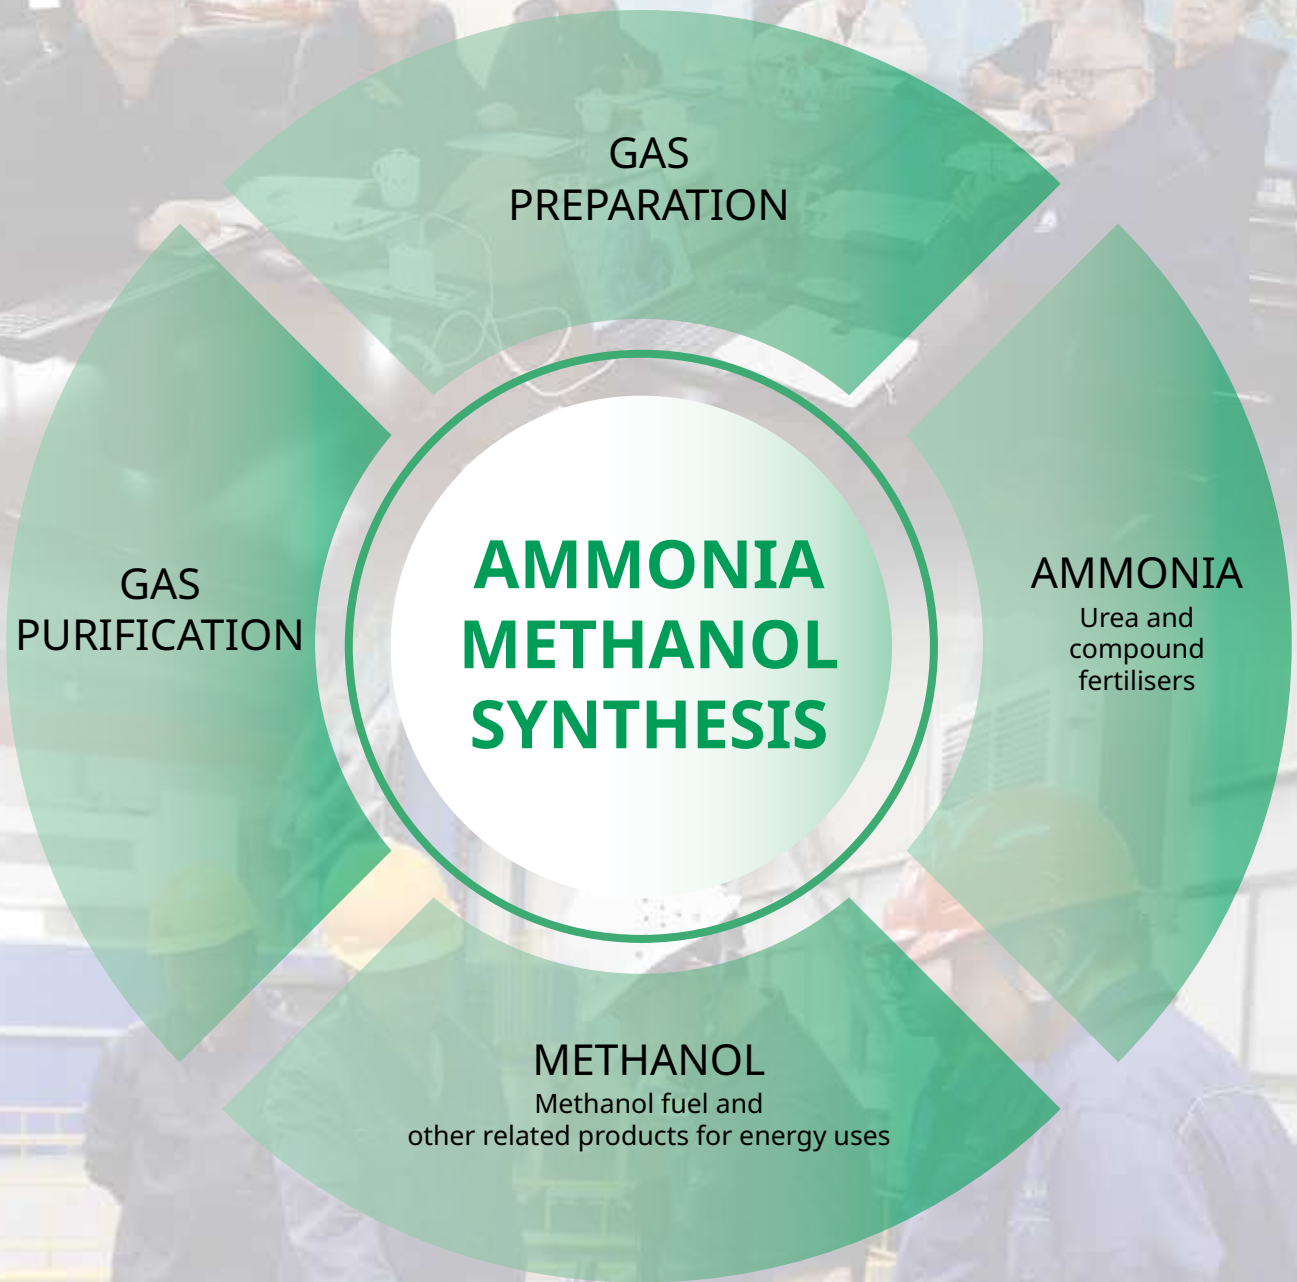 GAS
PREPARATION
AMMONIA
METHANOL
SYNTHESIS
GAS
PURIFICATION
AMMONIA
Urea and
compound
fertilisers
METHANOL
Methanol fuel and
other related products for energy uses